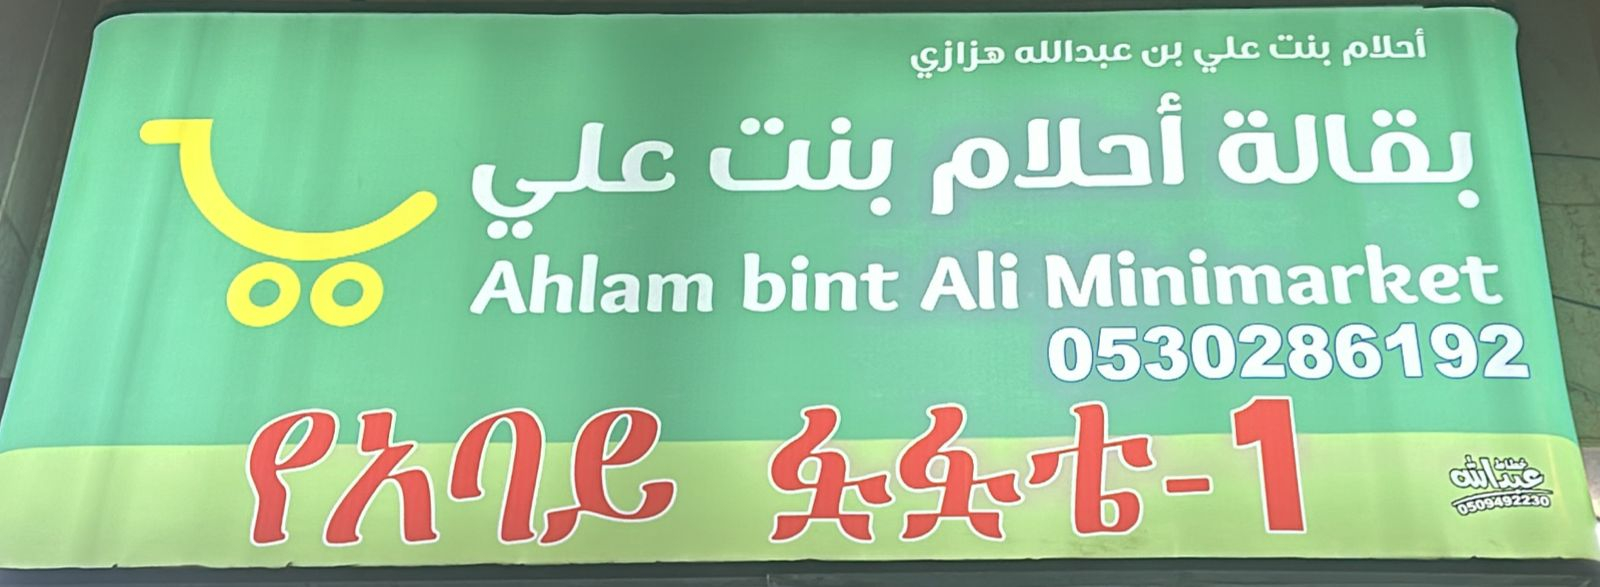 أحلام بنت علي بن عبدالله هزازي
بقالة أحلام بنت علي
Ahlam bint Ali Minimarket
0530286192
የአባይ ፏፏቴ-1
خطاط
عبدالله
0509492230